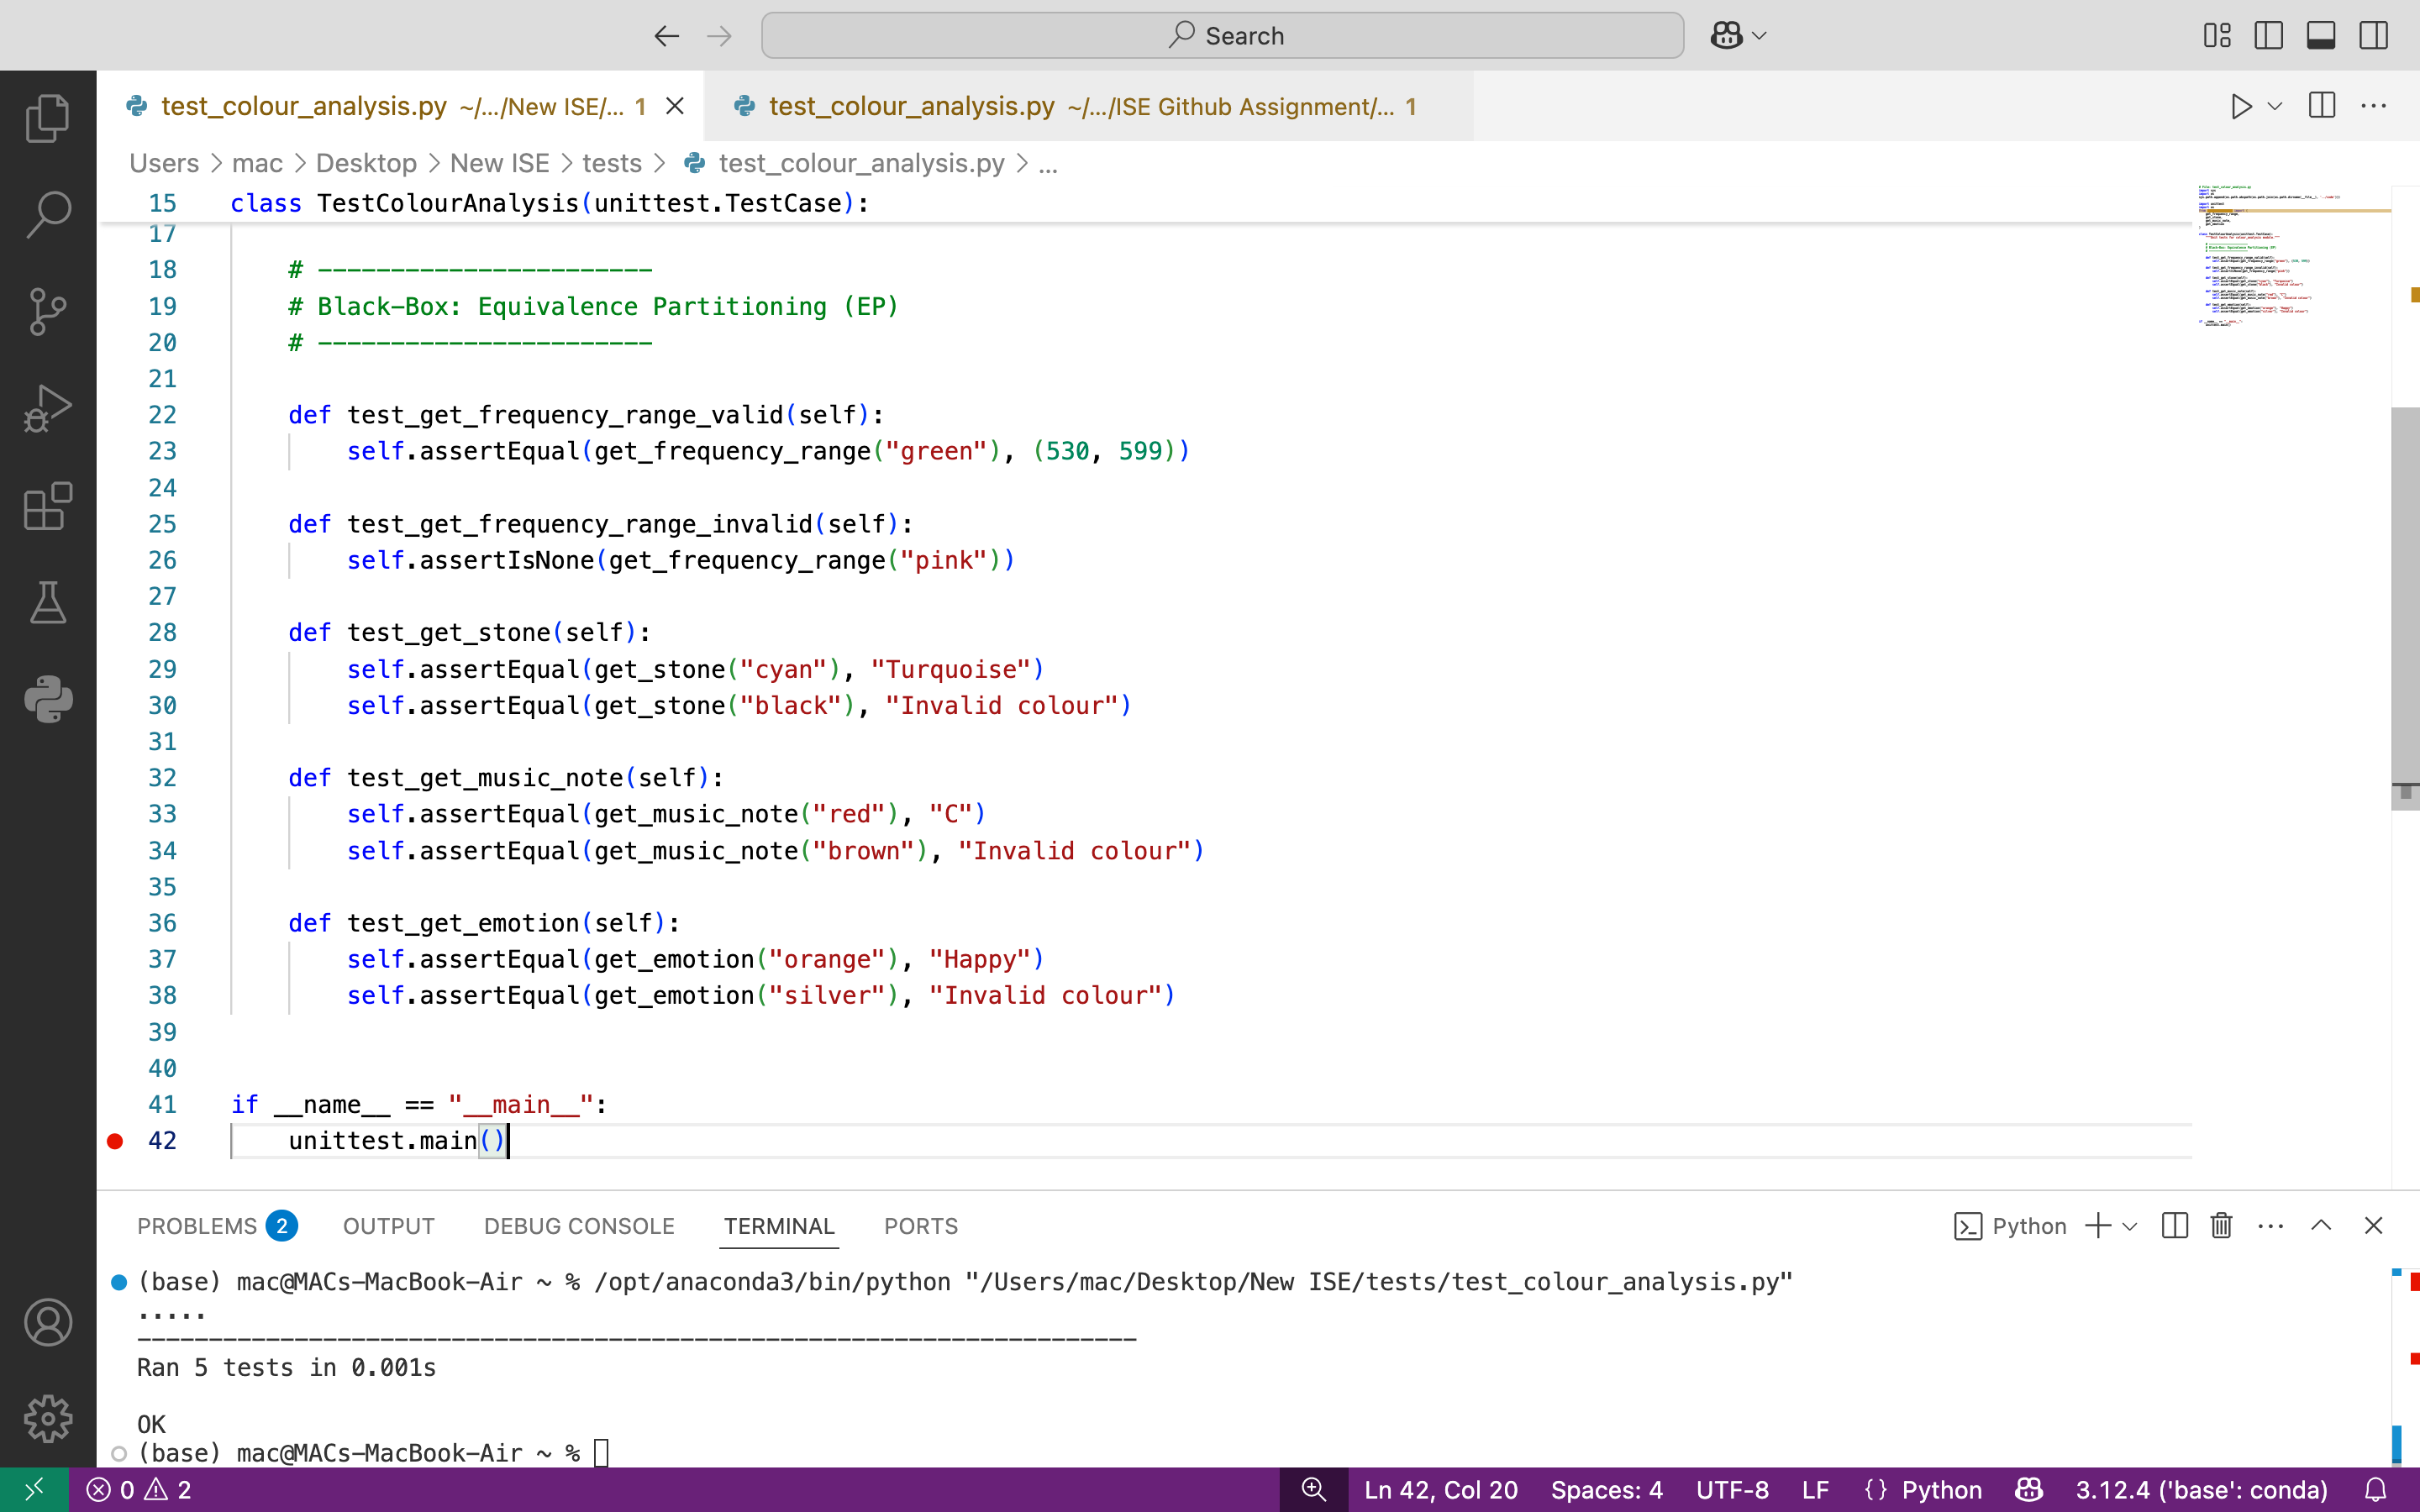 Search
test_colour_analysis.py ~/.../New ISE/... 1
test_colour_analysis.py ~/.../ISE Github Assignment/... 1
Users > mac > Desktop > New ISE > tests > test_colour_analysis.py > ...
15 class TestColourAnalysis(unittest.TestCase):
17
18 # -----------------------
19 # Black-Box: Equivalence Partitioning (EP)
20 # -----------------------
21
22 def test_get_frequency_range_valid(self):
23 self.assertEqual(get_frequency_range("green"), (530, 599))
24
25 def test_get_frequency_range_invalid(self):
26 self.assertIsNone(get_frequency_range("pink"))
27
28 def test_get_stone(self):
29 self.assertEqual(get_stone("cyan"), "Turquoise")
30 self.assertEqual(get_stone("black"), "Invalid colour")
31
32 def test_get_music_note(self):
33 self.assertEqual(get_music_note("red"), "C")
34 self.assertEqual(get_music_note("brown"), "Invalid colour")
35
36 def test_get_emotion(self):
37 self.assertEqual(get_emotion("orange"), "Happy")
38 self.assertEqual(get_emotion("silver"), "Invalid colour")
39
40
41 if __name__ == "__main__":
42 unittest.main()
PROBLEMS 2 OUTPUT DEBUG CONSOLE TERMINAL PORTS Python
(base) mac@MACs-MacBook-Air ~ % /opt/anaconda3/bin/python "/Users/mac/Desktop/New ISE/tests/test_colour_analysis.py"
.....
----------------------------------------------------------------------
Ran 5 tests in 0.001s
OK
(base) mac@MACs-MacBook-Air ~ %
0 2 Ln 42, Col 20 Spaces: 4 UTF-8 LF {} Python 3.12.4 ('base': conda)